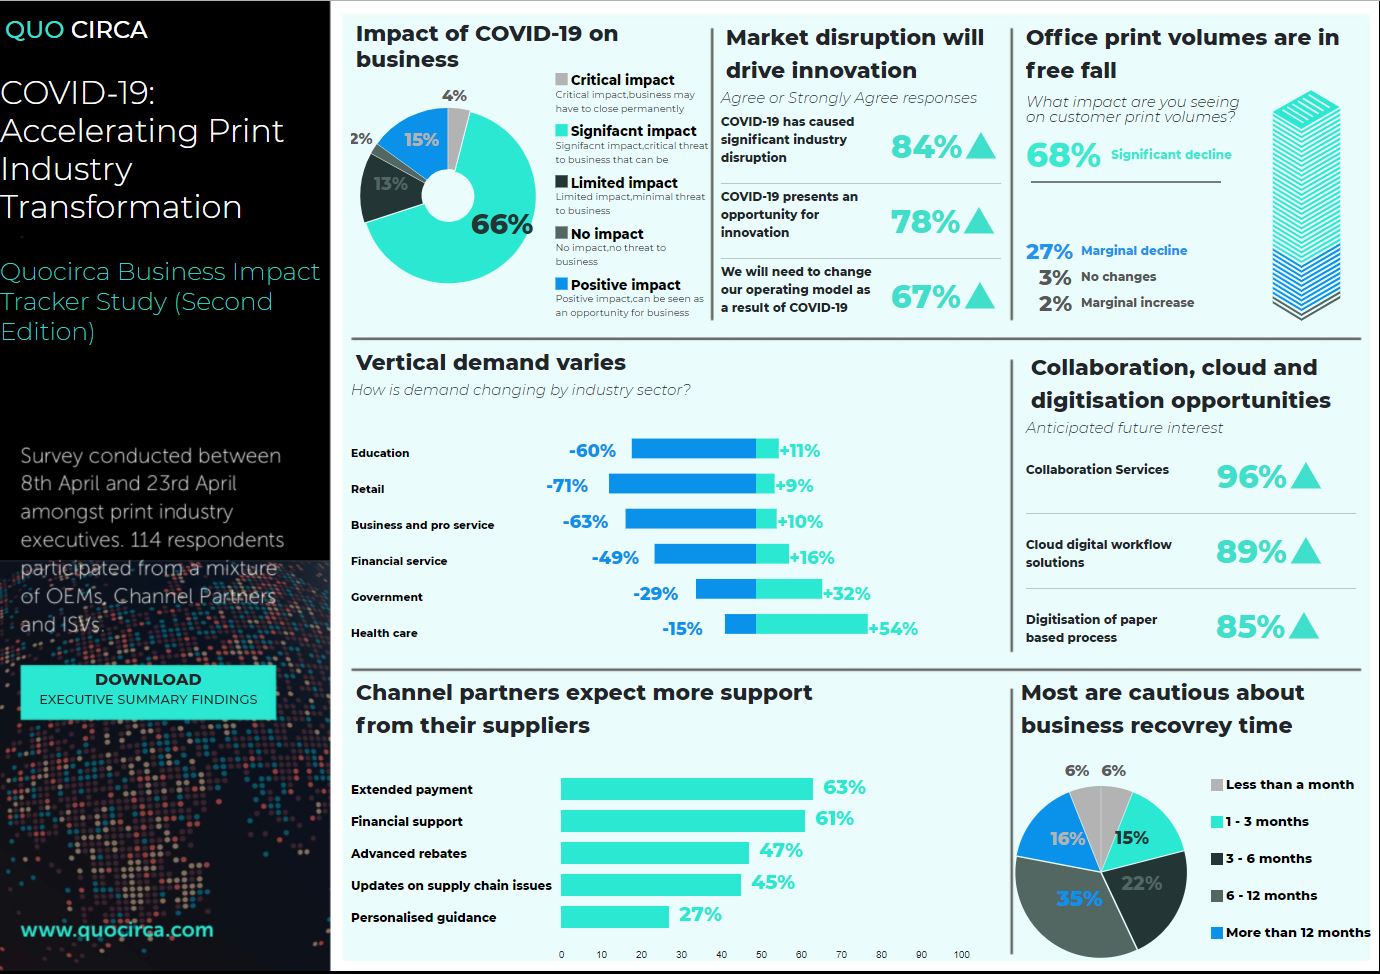 QUO CIRCA
COVID-19:
Accelerating Print
Industry
Transformation
Quocirca Business Impact
Tracker Study (Second
Edition)
Survey conducted between
8th April and 23rd April
amongst print industry
executives. 114 respondents
participated from a mixture
of OEMs, Channel Partners
and ISVs.
DOWNLOAD
EXECUTIVE SUMMARY FINDINGS
www.quocirca.com
Impact of COVID-19 on
business
4%
2%
15%
13%
66%
Critical impact
Critical impact,business may
have to close permanently
Signifacnt impact
Signifacnt impact,critical threat
to business that can be
Limited impact
Limited impact,minimal threat
to business
No impact
No impact,no threat to
business
Positive impact
Positive impact,can be seen as
an opportunity for business
Market disruption will
drive innovation
Agree or Strongly Agree responses
COVID-19 has caused
significant industry
disruption
84%
COVID-19 presents an
opportunity for
innovation
78%
We will need to change
our operating model as
a result of COVID-19
67%
Office print volumes are in
free fall
What impact are you seeing
on customer print volumes?
68% Significant decline
27% Marginal decline
3% No changes
2% Marginal increase
Vertical demand varies
How is demand changing by industry sector?
Education -60% +11%
Retail -71% +9%
Business and pro service -63% +10%
Financial service -49% +16%
Government -29% +32%
Health care -15% +54%
Collaboration, cloud and
digitisation opportunities
Anticipated future interest
Collaboration Services 96%
Cloud digital workflow
solutions
89%
Digitisation of paper
based process
85%
Channel partners expect more support
from their suppliers
Extended payment 63%
Financial support 61%
Advanced rebates 47%
Updates on supply chain issues 45%
Personalised guidance 27%
0 10 20 30 40 50 60 70 80 90 100
Most are cautious about
business recovrey time
6% 6%
16% 15%
35% 22%
Less than a month
1 - 3 months
3 - 6 months
6 - 12 months
More than 12 months